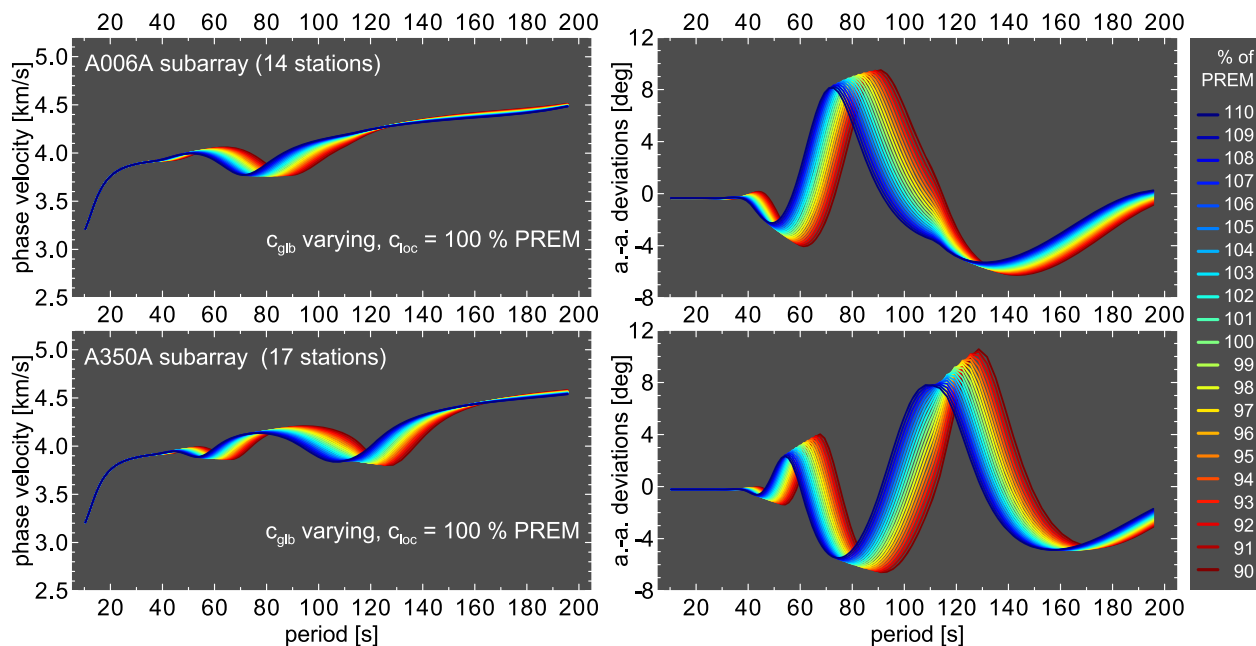 20 40 60 80 100 120 140 160 180 200
5.0
4.5
4.0
3.5
3.0
2.5
phase velocity [km/s]
A006A subarray (14 stations)
c_glb varying, c_loc = 100 % PREM
20 40 60 80 100 120 140 160 180 200
12
8
4
0
-4
-8
a.-a. deviations [deg]
20 40 60 80 100 120 140 160 180 200
5.0
4.5
4.0
3.5
3.0
2.5
phase velocity [km/s]
A350A subarray (17 stations)
c_glb varying, c_loc = 100 % PREM
20 40 60 80 100 120 140 160 180 200
period [s]
20 40 60 80 100 120 140 160 180 200
12
8
4
0
-4
-8
a.-a. deviations [deg]
20 40 60 80 100 120 140 160 180 200
period [s]
% of
PREM
110
109
108
107
106
105
104
103
102
101
100
99
98
97
96
95
94
93
92
91
90